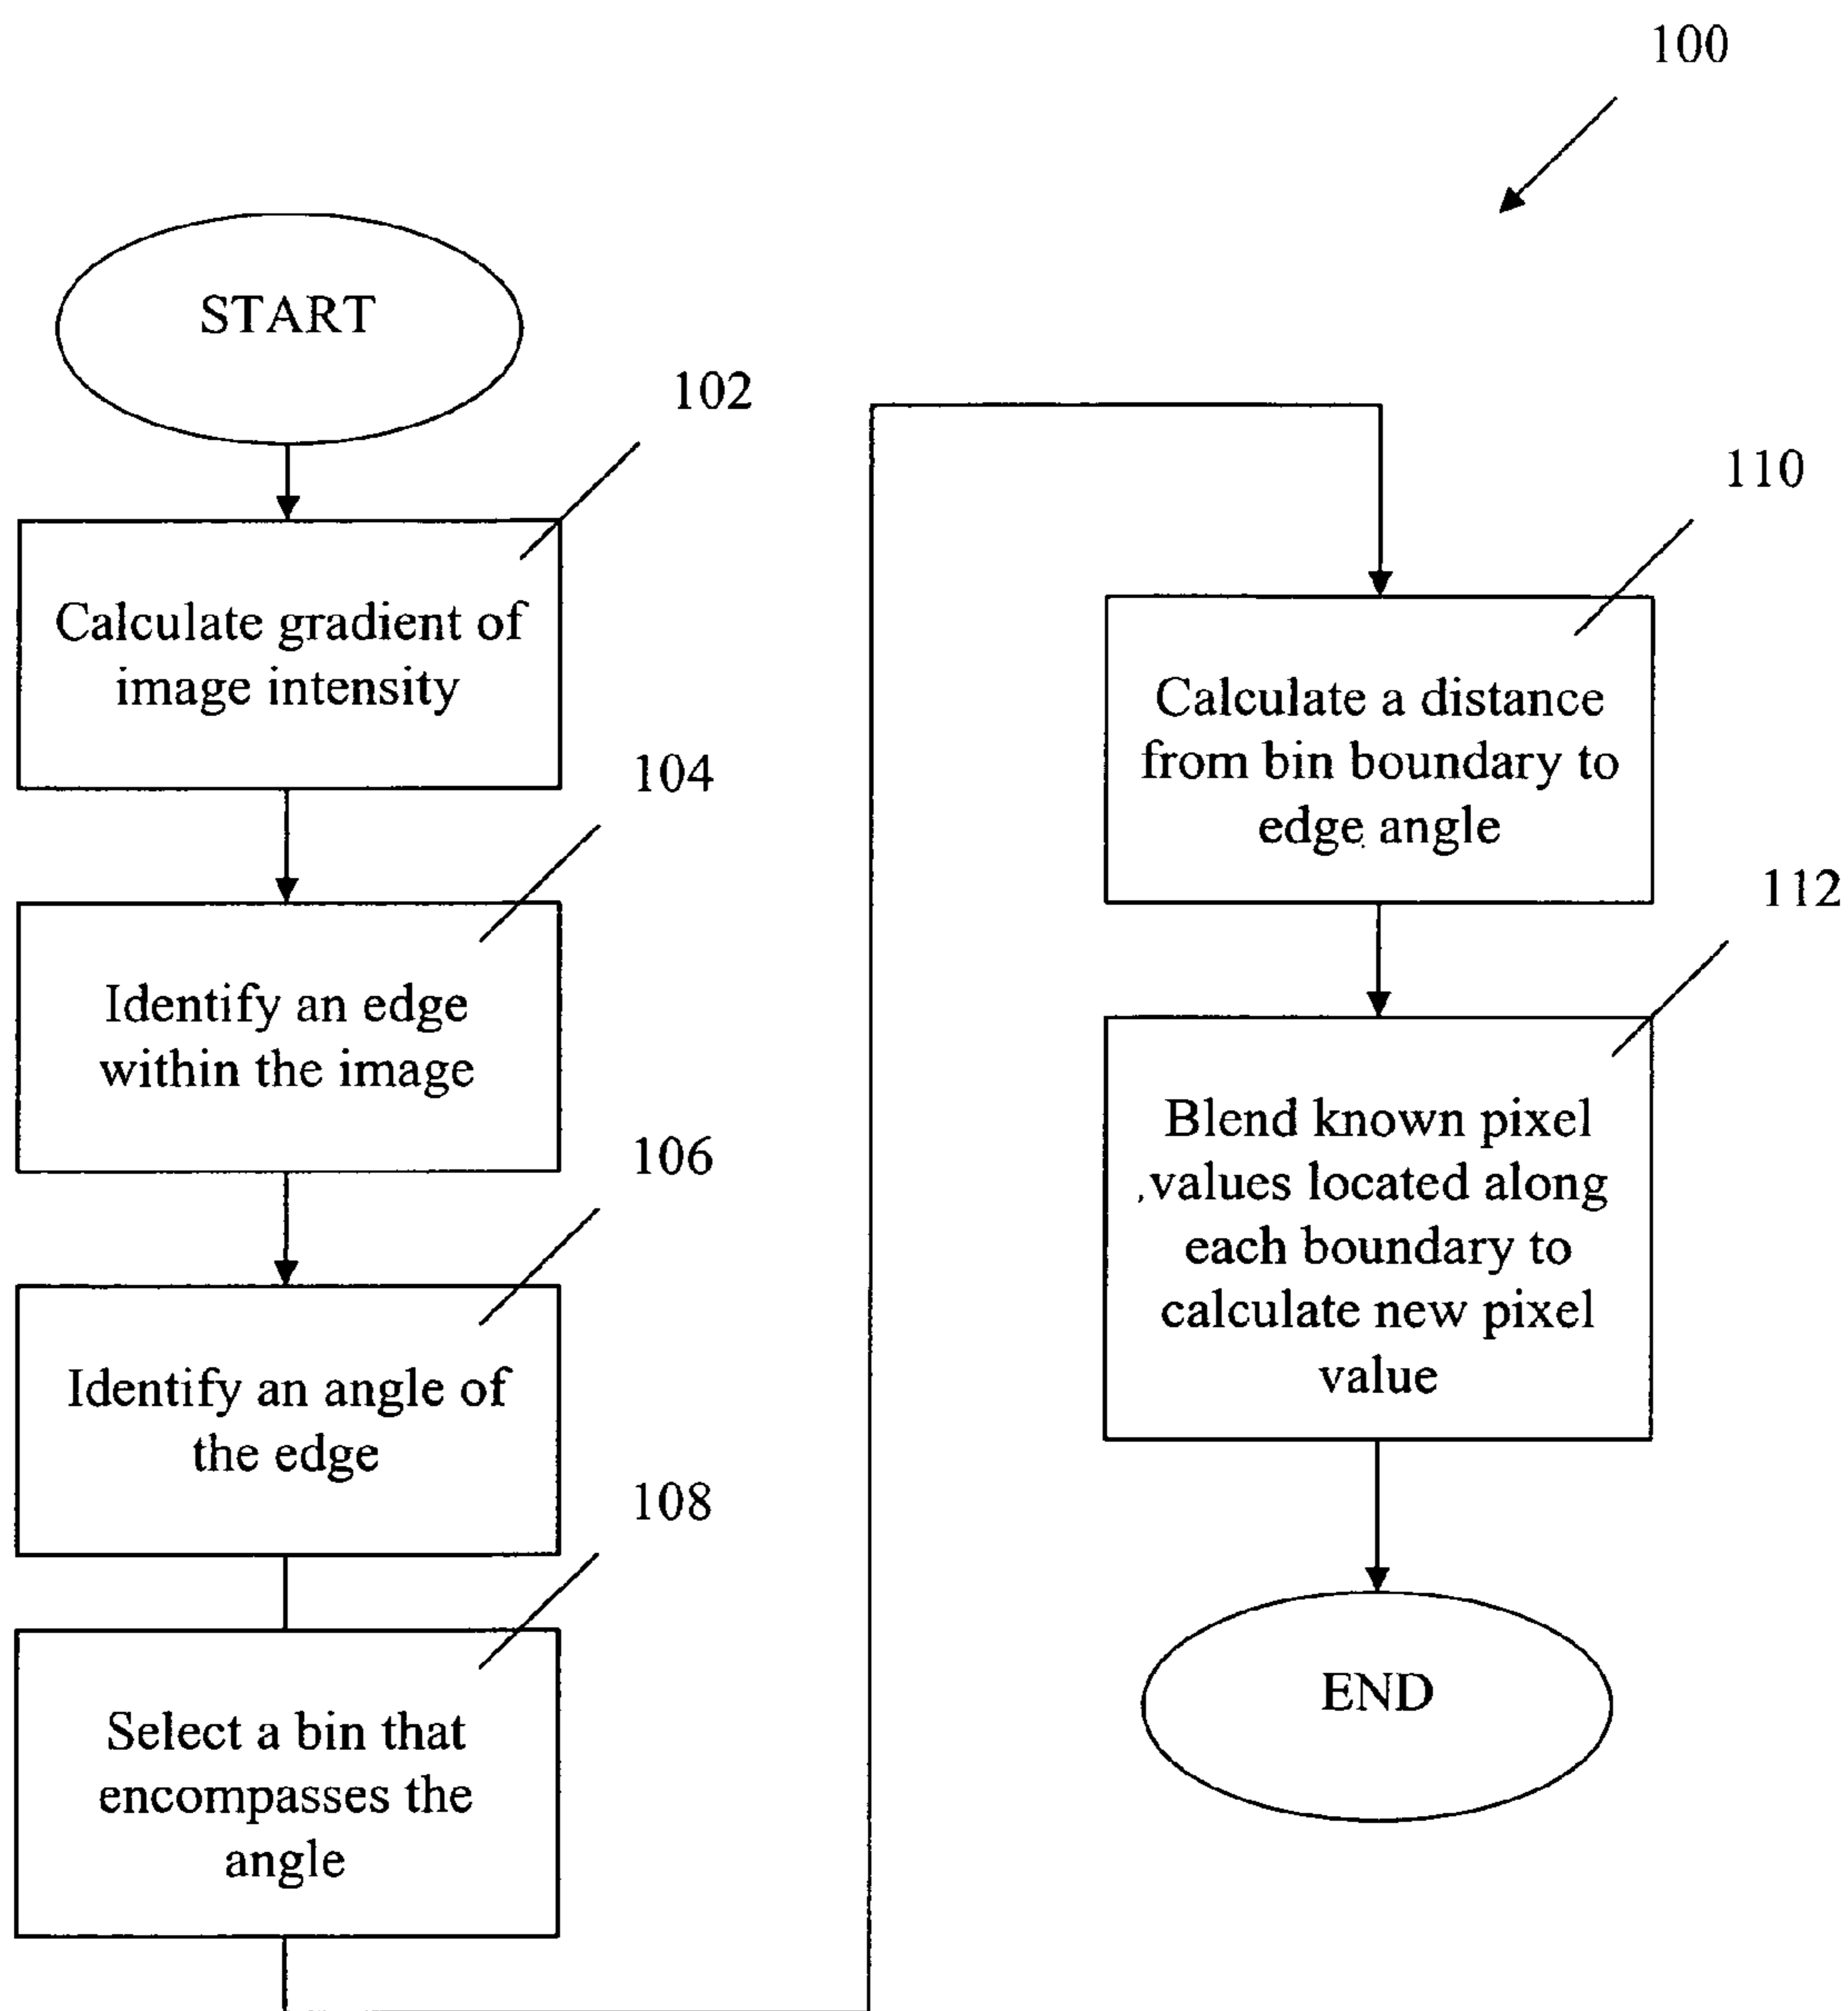 100
START
102
Calculate gradient of
image intensity
104
Identify an edge
within the image
106
Identify an angle of
the edge
108
Select a bin that
encompasses the
angle
110
Calculate a distance
from bin boundary to
edge angle
112
Blend known pixel
values located along
each boundary to
calculate new pixel
value
END